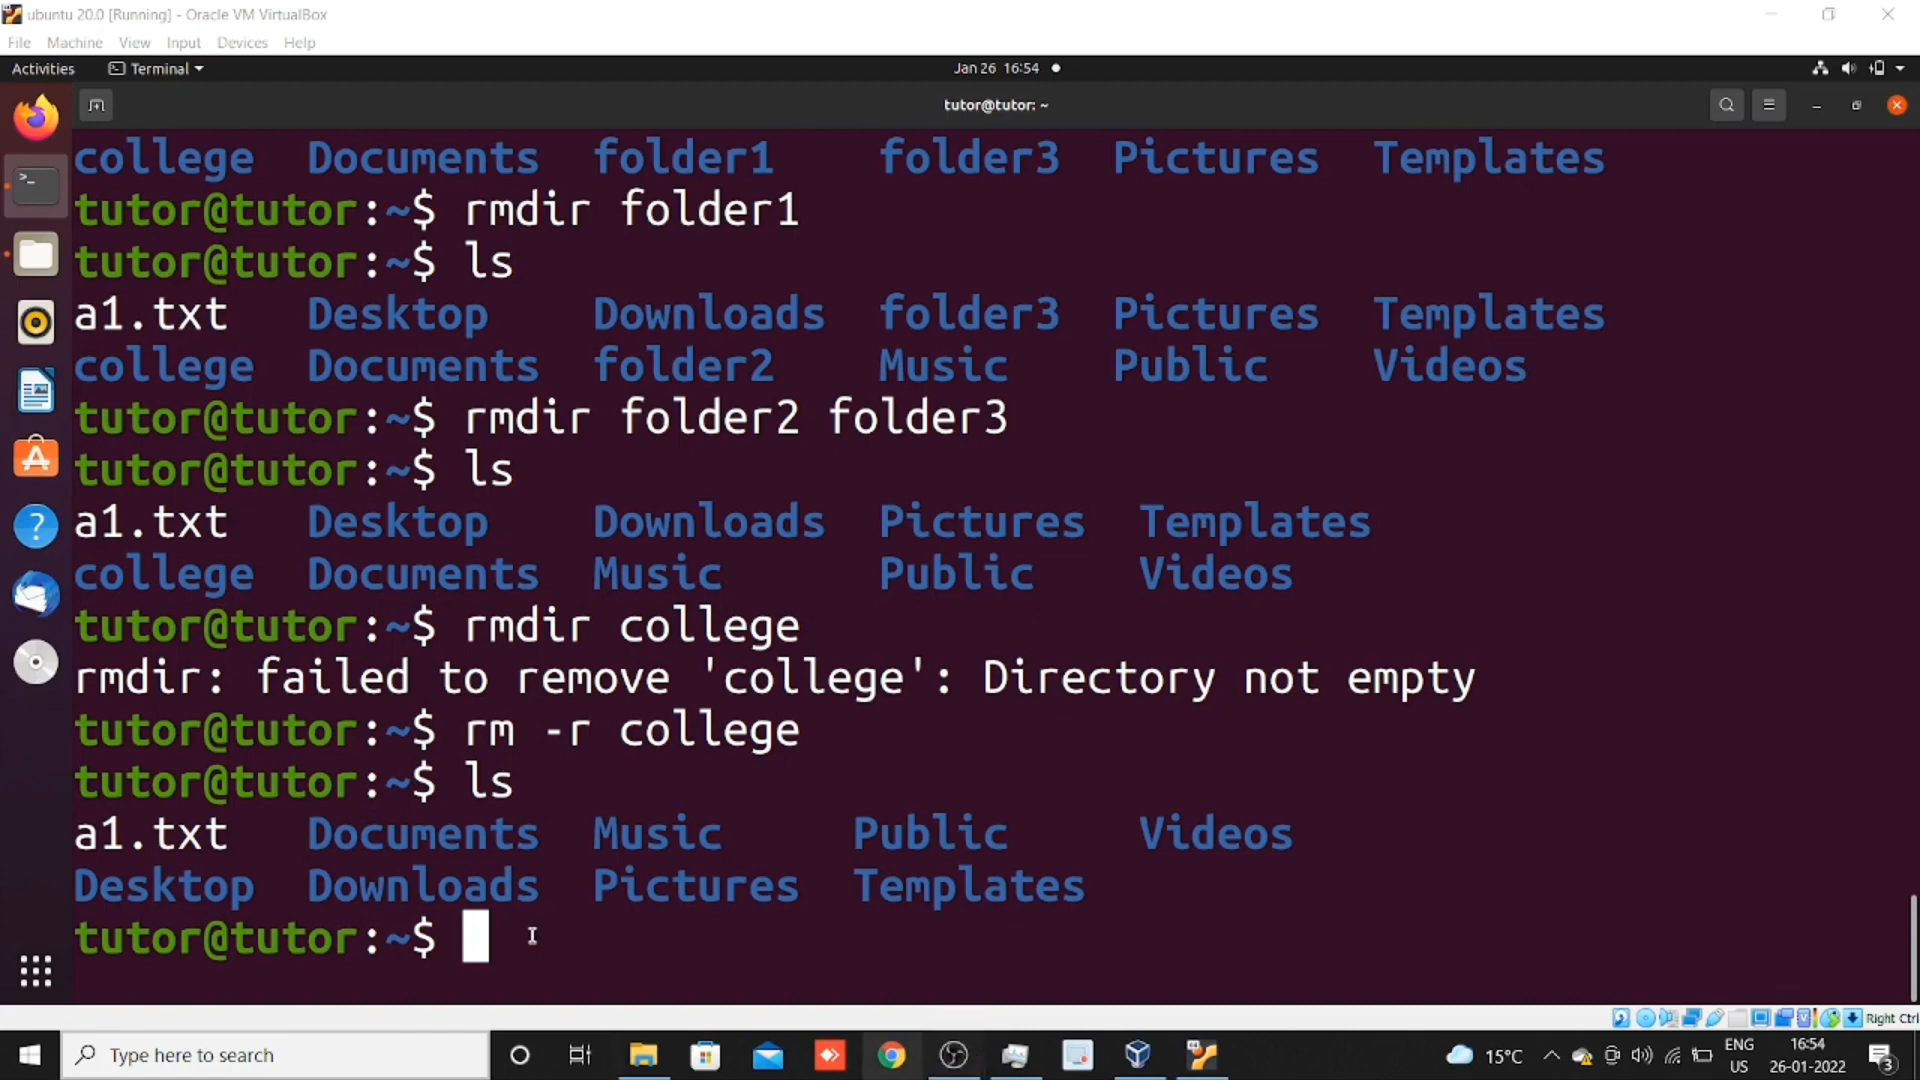 ubuntu 20.0 [Running] - Oracle VM VirtualBox
File Machine View Input Devices Help
Activities Terminal Jan 26 16:54
tutor@tutor: ~
college Documents folder1 folder3 Pictures Templates
tutor@tutor:~$ rmdir folder1
tutor@tutor:~$ ls
a1.txt Desktop Downloads folder3 Pictures Templates
college Documents folder2 Music Public Videos
tutor@tutor:~$ rmdir folder2 folder3
tutor@tutor:~$ ls
a1.txt Desktop Downloads Pictures Templates
college Documents Music Public Videos
tutor@tutor:~$ rmdir college
rmdir: failed to remove 'college': Directory not empty
tutor@tutor:~$ rm -r college
tutor@tutor:~$ ls
a1.txt Documents Music Public Videos
Desktop Downloads Pictures Templates
tutor@tutor:~$
Right Ctrl
Type here to search
15°C
ENG
US
16:54
26-01-2022
3